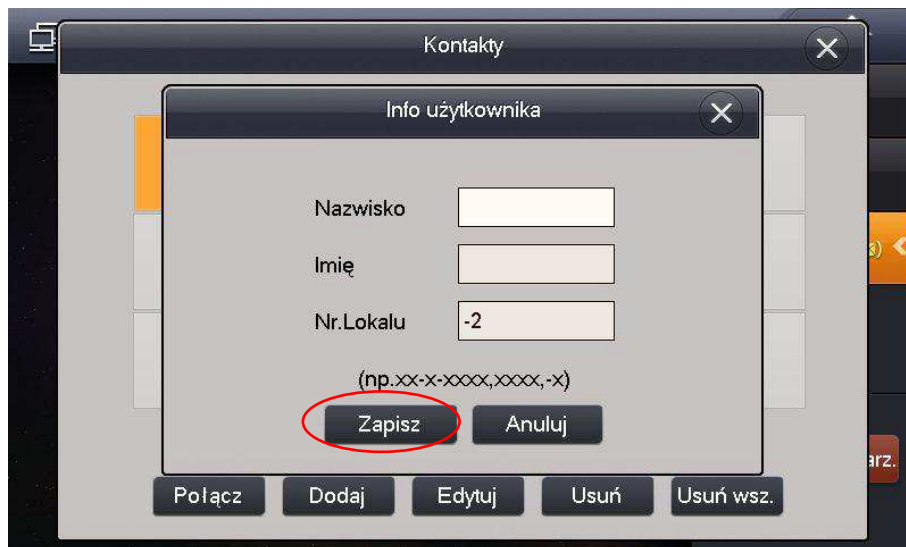 Kontakty
Info użytkownika
Nazwisko
Imię
Nr.Lokalu -2
(np.xx-x-xxxx,xxxx,-x)
Zapisz Anuluj
Połącz Dodaj Edytuj Usuń Usuń wsz.